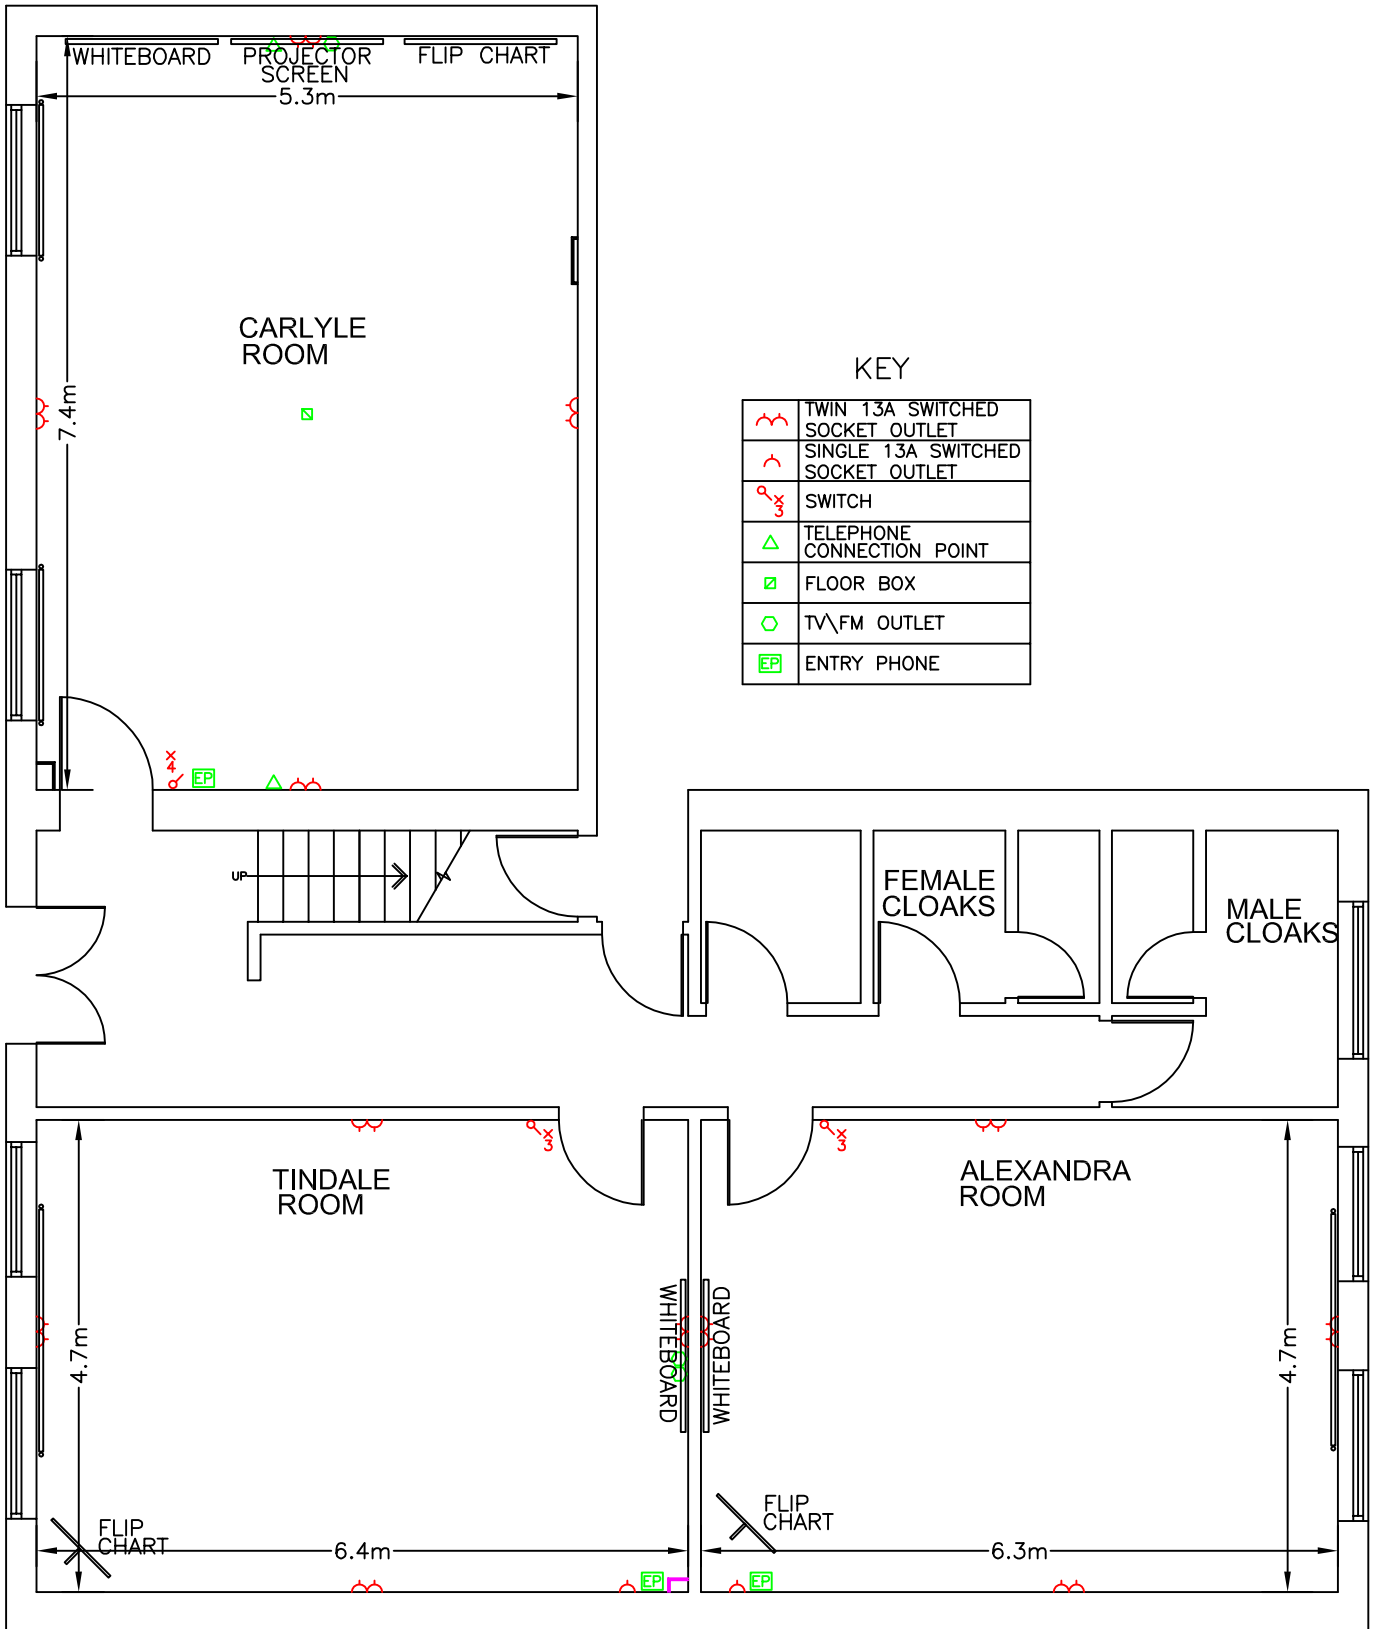 WHITEBOARD
PROJECTOR
SCREEN
FLIP CHART
5.3m
CARLYLE
ROOM
7.4m
4
EP
KEY
TWIN 13A SWITCHED
SOCKET OUTLET
SINGLE 13A SWITCHED
SOCKET OUTLET
3
SWITCH
TELEPHONE
CONNECTION POINT
FLOOR BOX
TV\FM OUTLET
EP
ENTRY PHONE
UP
FEMALE
CLOAKS
MALE
CLOAKS
3
TINDALE
ROOM
WHITEBOARD
4.7m
FLIP
CHART
6.4m
EP
3
ALEXANDRA
ROOM
WHITEBOARD
4.7m
FLIP
CHART
6.3m
EP